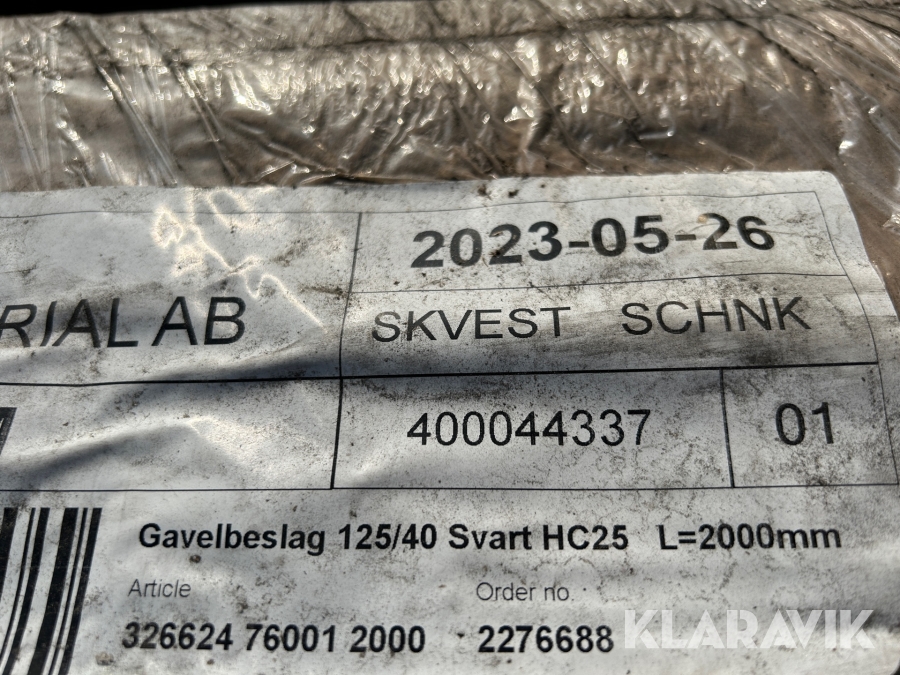 2023-05-26
RIAL AB
SKVEST SCHNK
400044337
01
Gavelbeslag 125/40 Svart HC25 L=2000mm
Article
Order no.
326624 76001 2000
2276688
KLARAVIK